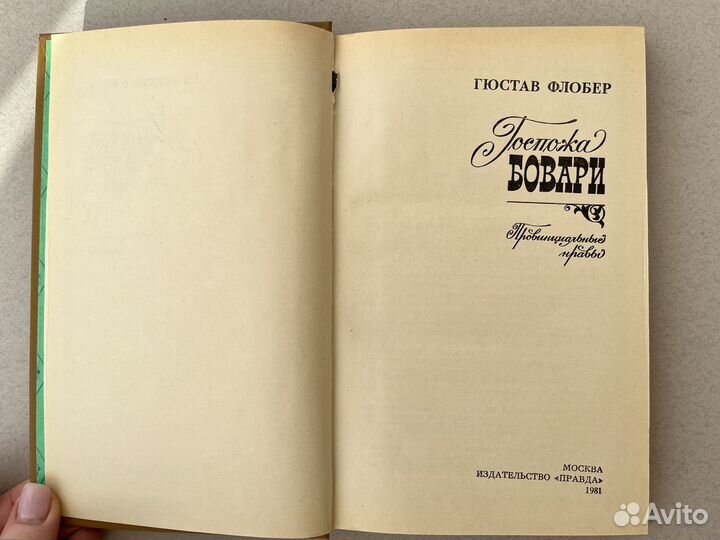 ГЮСТАВ ФЛОБЕР
Госпожа
БОВАРИ
Провинциальные
нравы
МОСКВА
ИЗДАТЕЛЬСТВО «ПРАВДА»
1981
Avito